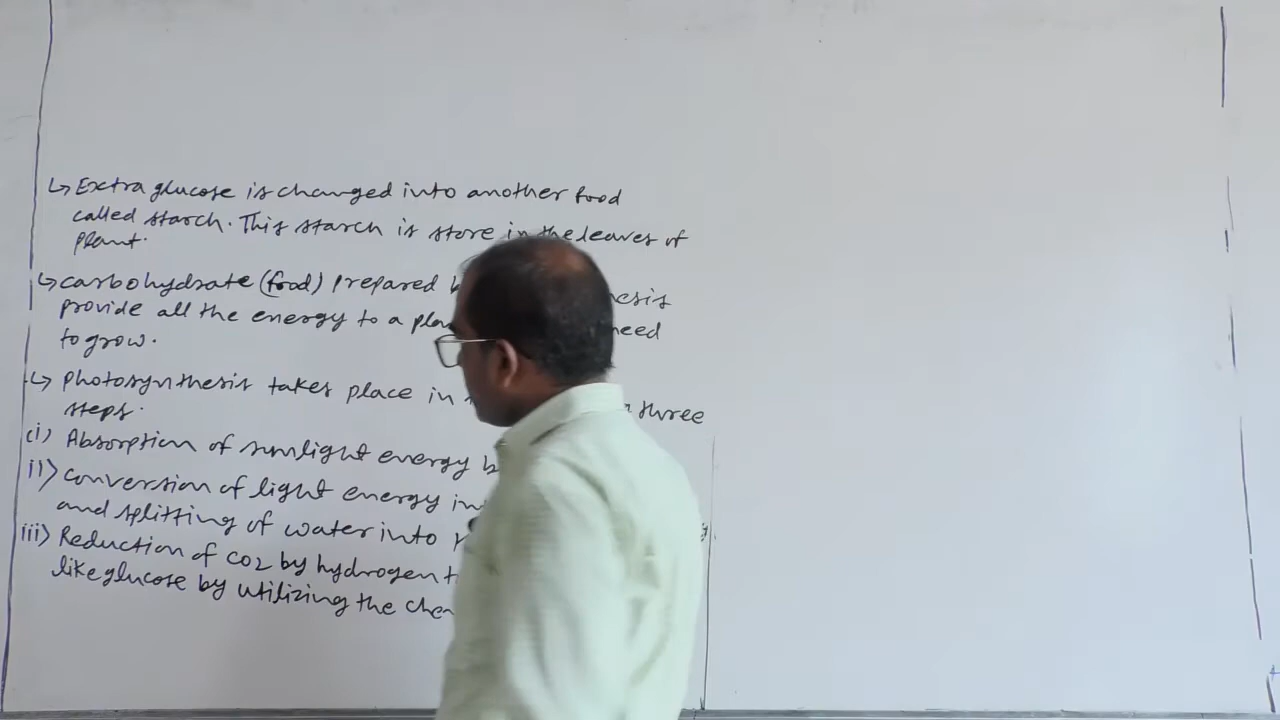 ↳ Extra glucose is changed into another food
called starch. This starch is store in the leaves of
plant.
↳ carbohydrate (food) prepared esis
provide all the energy to a need
to grow.
↳ photosynthesis takes place in three
steps.
(i) Absorption of sunlight energy
ii) conversion of light energy
and splitting of water into
iii) Reduction of CO2 by hydrogen
like glucose by utilizing the